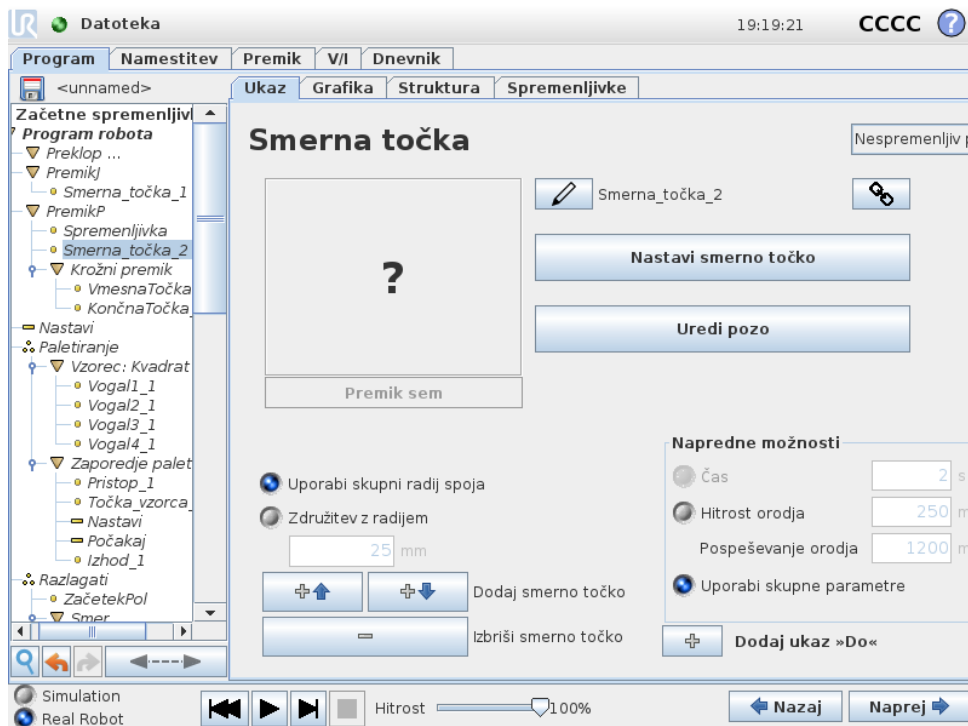 UR Datoteka 19:19:21 CCCC ?
Program Namestitev Premik V/I Dnevnik
<unnamed>
Ukaz Grafika Struktura Spremenljivke
Začetne spremenljivl
Program robota
Preklop ...
PremikJ
Smerna_točka_1
PremikP
Spremenljivka
Smerna_točka_2
Krožni premik
VmesnaTočka
KončnaTočka_
Nastavi
Paletiranje
Vzorec: Kvadrat
Vogal1_1
Vogal2_1
Vogal3_1
Vogal4_1
Zaporedje palet
Pristop_1
Točka_vzorca_
Nastavi
Počakaj
Izhod_1
Razlagati
ZačetekPol
Smer
Smerna točka
Nespremenljiv p
?
Smerna_točka_2
Nastavi smerno točko
Uredi pozo
Premik sem
Uporabi skupni radij spoja
Združitev z radijem
25 mm
Dodaj smerno točko
Izbriši smerno točko
Napredne možnosti
Čas 2 s
Hitrost orodja 250 m
Pospeševanje orodja 1200 m
Uporabi skupne parametre
Dodaj ukaz »Do«
Simulation
Real Robot
Hitrost 100%
Nazaj Naprej